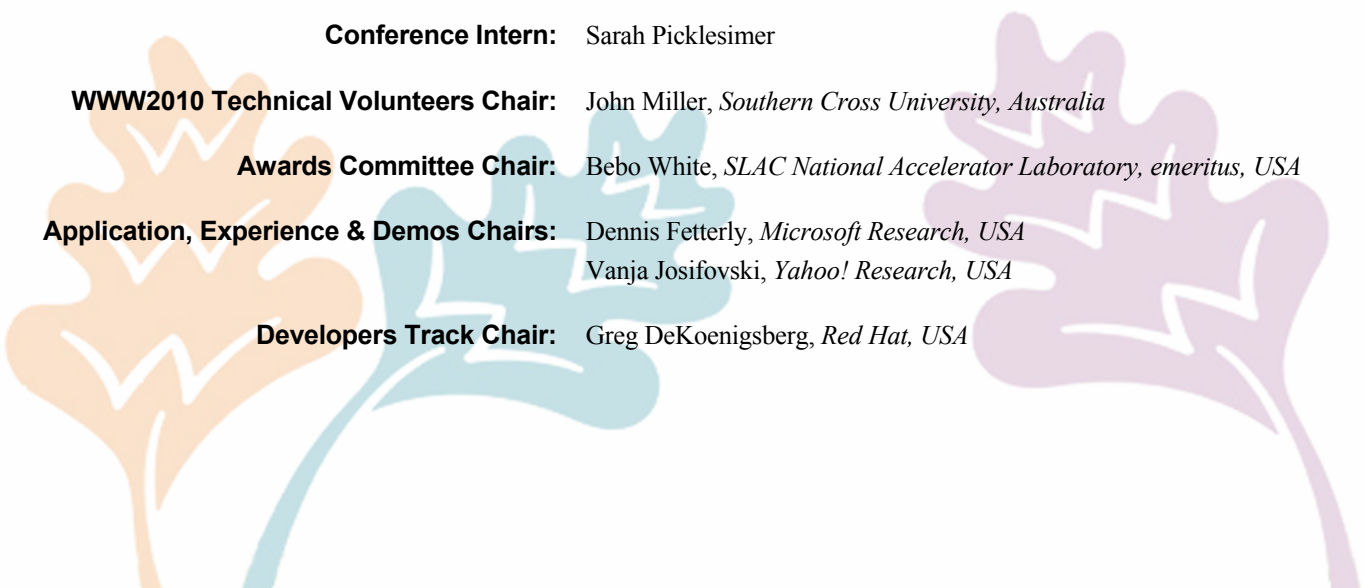 Conference Intern: Sarah Picklesimer
WWW2010 Technical Volunteers Chair: John Miller, Southern Cross University, Australia
Awards Committee Chair: Bebo White, SLAC National Accelerator Laboratory, emeritus, USA
Application, Experience & Demos Chairs: Dennis Fetterly, Microsoft Research, USA
Vanja Josifovski, Yahoo! Research, USA
Developers Track Chair: Greg DeKoenigsberg, Red Hat, USA